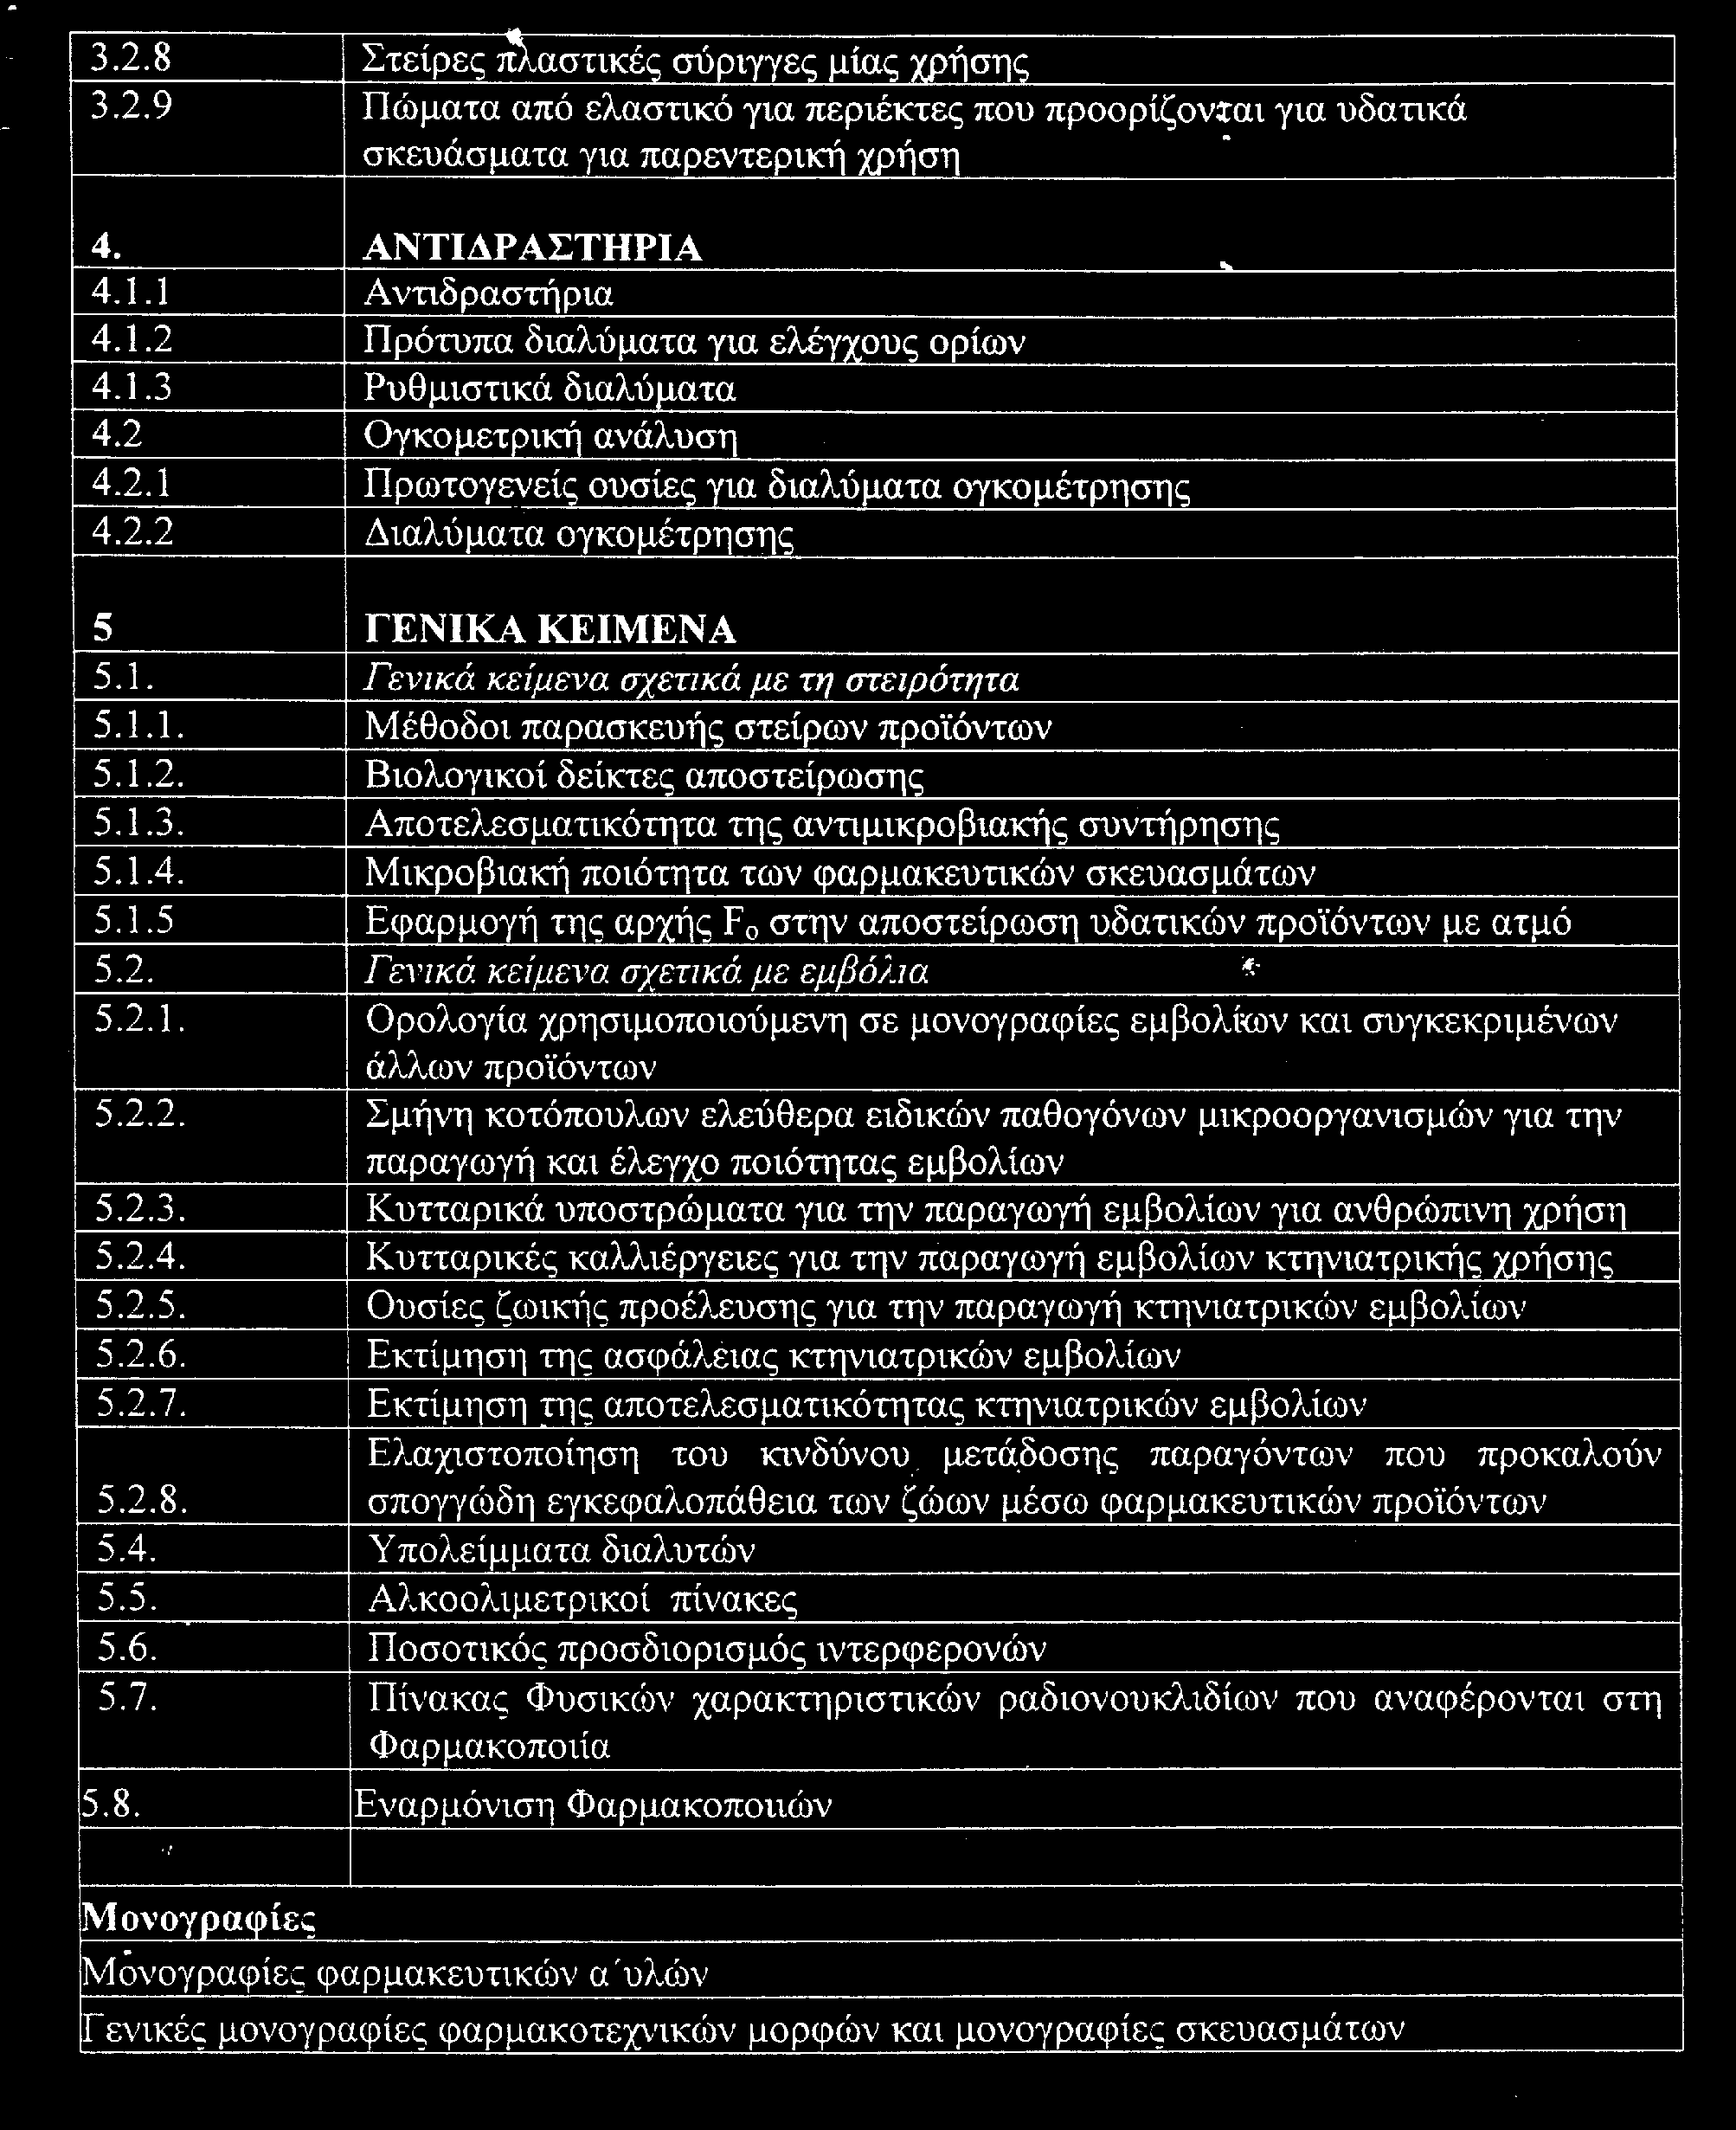 3.2.8 Στείρες πλαστικές σύριγγες μίας χρήσης
3.2.9 Πώματα από ελαστικό για περιέκτες που προορίζονται για υδατικά
σκευάσματα για παρεντερική χρήση
4. ΑΝΤΙΔΡΑΣΤΗΡΙΑ
4.1.1 Αντιδραστήρια
4.1.2 Πρότυπα διαλύματα για ελέγχους ορίων
4.1.3 Ρυθμιστικά διαλύματα
4.2 Ογκομετρική ανάλυση
4.2.1 Πρωτογενείς ουσίες για διαλύματα ογκομέτρησης
4.2.2 Διαλύματα ογκομέτρησης
5 ΓΕΝΙΚΑ ΚΕΙΜΕΝΑ
5.1. Γενικά κείμενα σχετικά με τη στειρότητα
5.1.1. Μέθοδοι παρασκευής στείρων προϊόντων
5.1.2. Βιολογικοί δείκτες αποστείρωσης
5.1.3. Αποτελεσματικότητα της αντιμικροβιακής συντήρησης
5.1.4. Μικροβιακή ποιότητα των φαρμακευτικών σκευασμάτων
5.1.5 Εφαρμογή της αρχής F₀ στην αποστείρωση υδατικών προϊόντων με ατμό
5.2. Γενικά κείμενα σχετικά με εμβόλια
5.2.1. Ορολογία χρησιμοποιούμενη σε μονογραφίες εμβολίων και συγκεκριμένων
άλλων προϊόντων
5.2.2. Σμήνη κοτόπουλων ελεύθερα ειδικών παθογόνων μικροοργανισμών για την
παραγωγή και έλεγχο ποιότητας εμβολίων
5.2.3. Κυτταρικά υποστρώματα για την παραγωγή εμβολίων για ανθρώπινη χρήση
5.2.4. Κυτταρικές καλλιέργειες για την παραγωγή εμβολίων κτηνιατρικής χρήσης
5.2.5. Ουσίες ζωικής προέλευσης για την παραγωγή κτηνιατρικών εμβολίων
5.2.6. Εκτίμηση της ασφάλειας κτηνιατρικών εμβολίων
5.2.7. Εκτίμηση της αποτελεσματικότητας κτηνιατρικών εμβολίων
Ελαχιστοποίηση του κινδύνου μετάδοσης παραγόντων που προκαλούν
5.2.8. σπογγώδη εγκεφαλοπάθεια των ζώων μέσω φαρμακευτικών προϊόντων
5.4. Υπολείμματα διαλυτών
5.5. Αλκοολιμετρικοί πίνακες
5.6. Ποσοτικός προσδιορισμός ιντερφερονών
5.7. Πίνακας Φυσικών χαρακτηριστικών ραδιονουκλιδίων που αναφέρονται στη
Φαρμακοποιία
5.8. Εναρμόνιση Φαρμακοποιιών
Μονογραφίες
Μονογραφίες φαρμακευτικών α΄υλών
Γενικές μονογραφίες φαρμακοτεχνικών μορφών και μονογραφίες σκευασμάτων